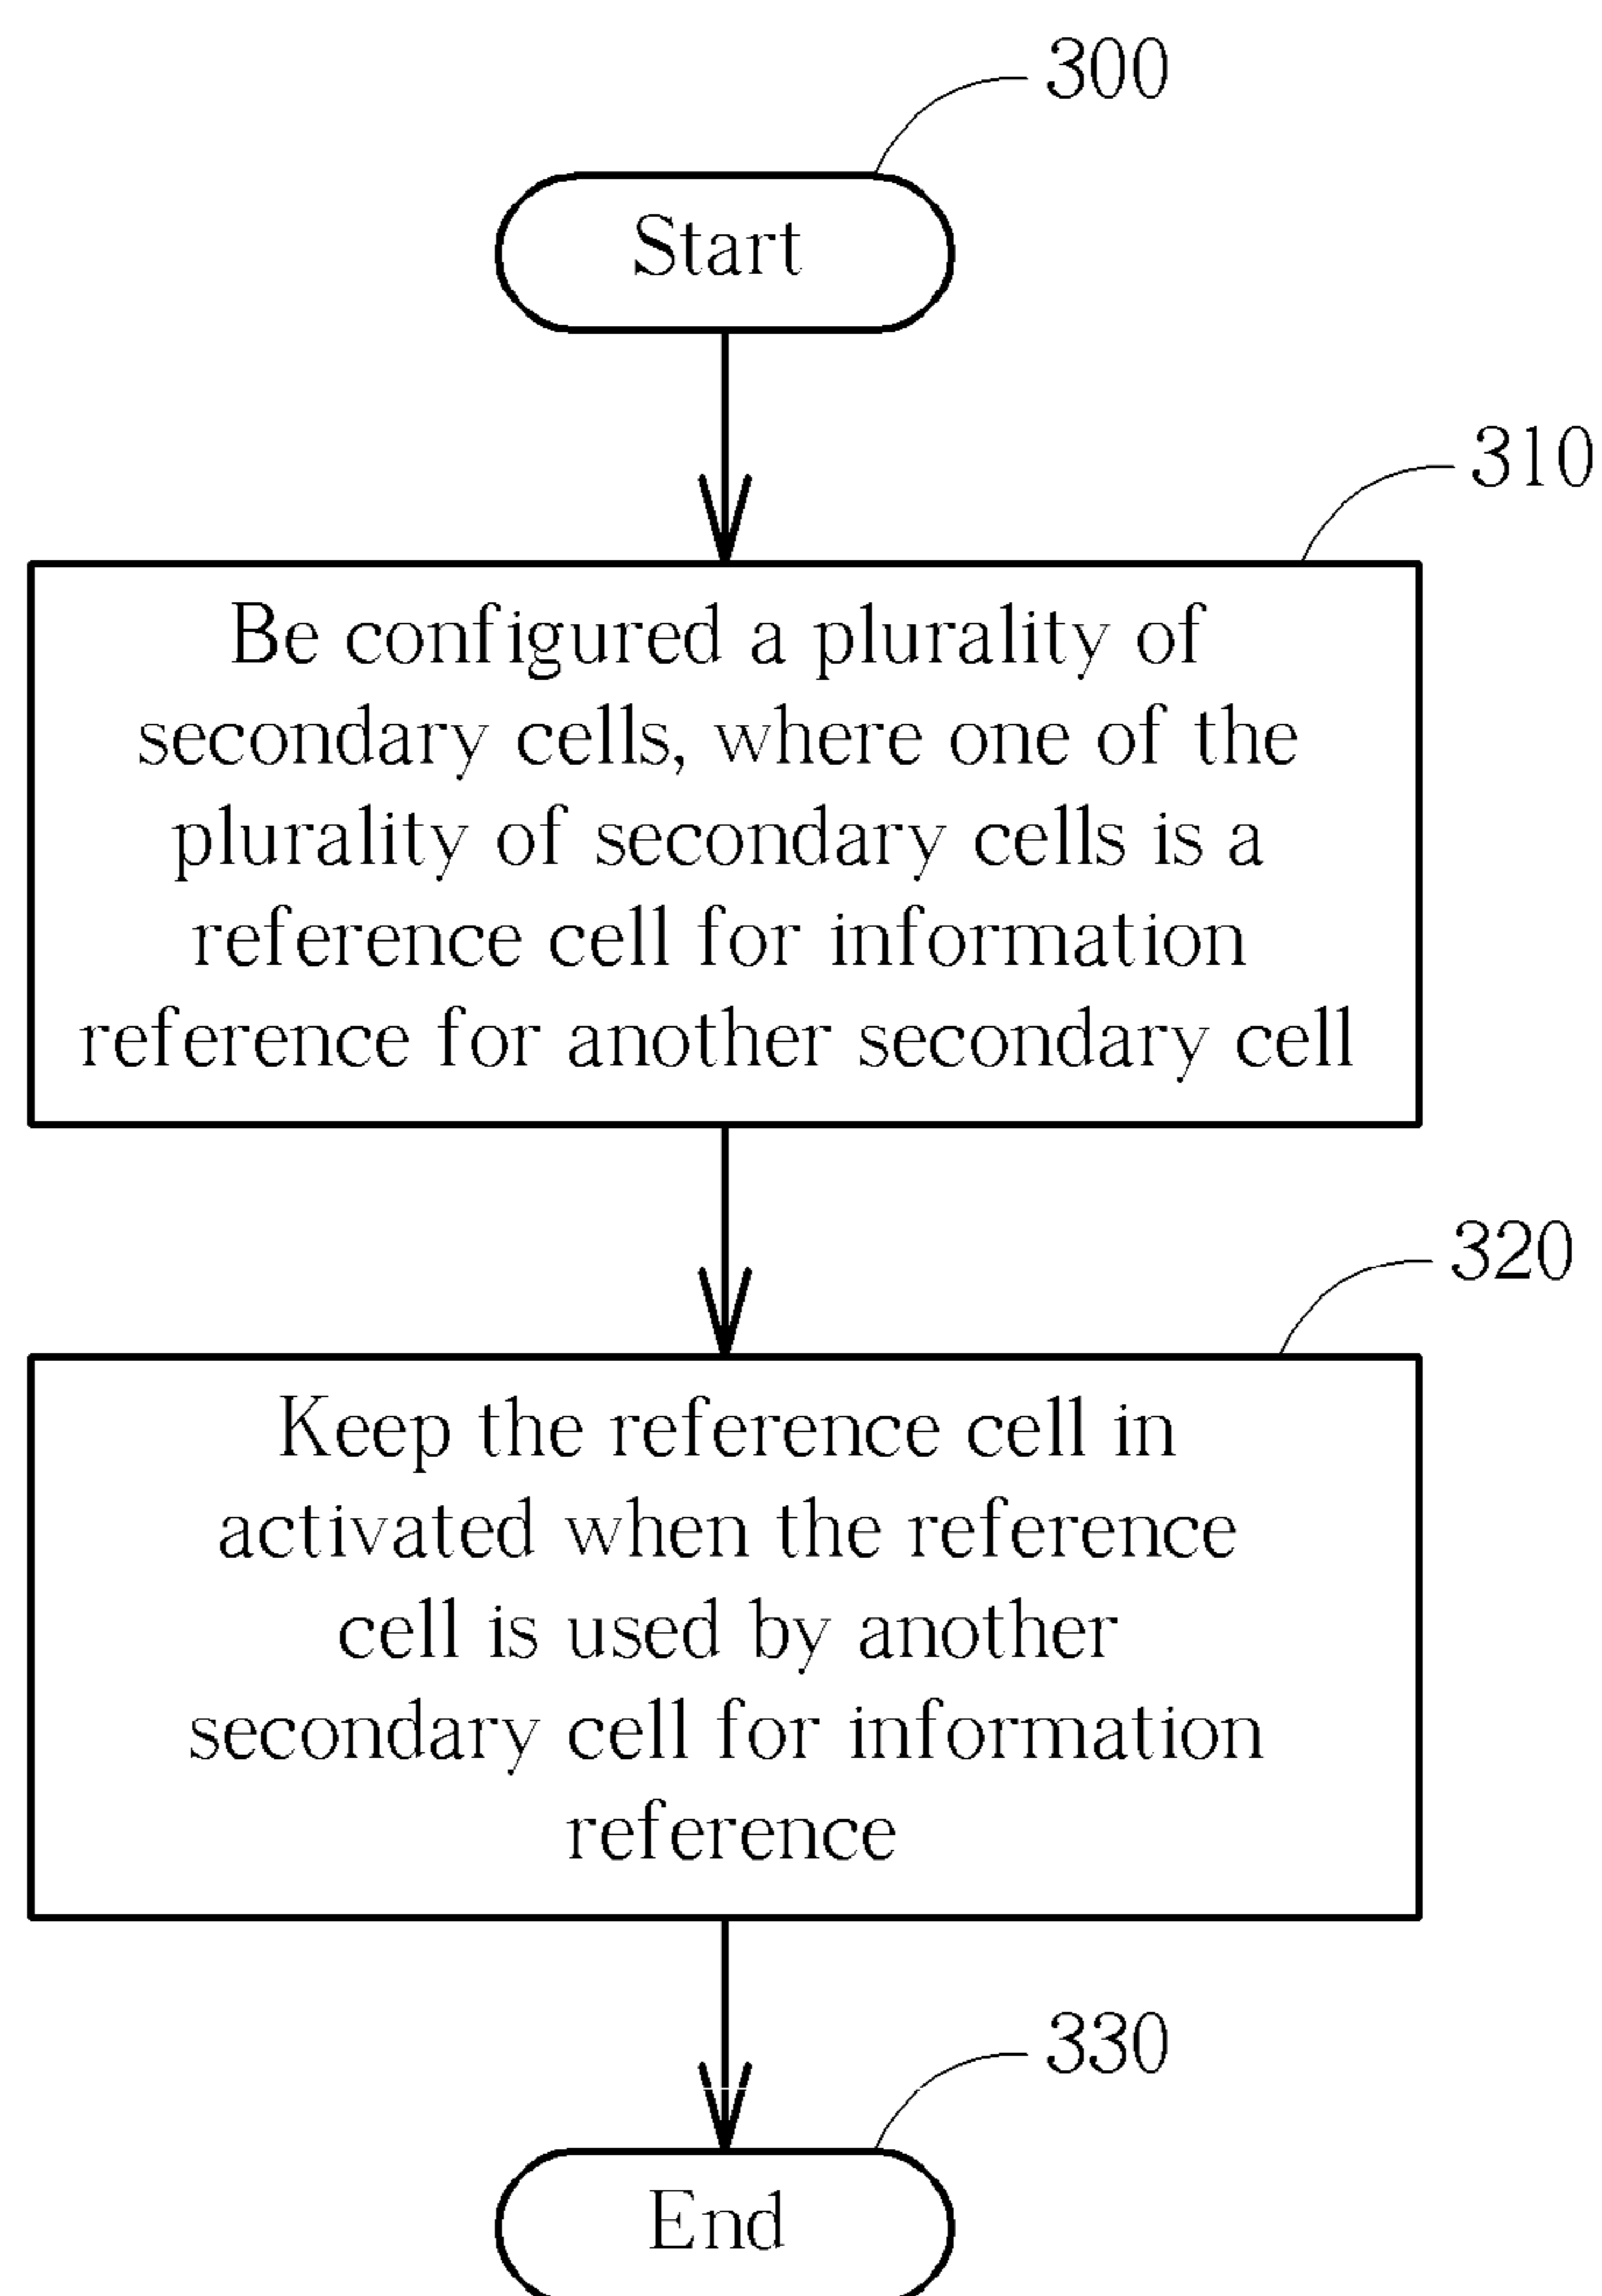 300
Start
310
Be configured a plurality of
secondary cells, where one of the
plurality of secondary cells is a
reference cell for information
reference for another secondary cell
320
Keep the reference cell in
activated when the reference
cell is used by another
secondary cell for information
reference
330
End